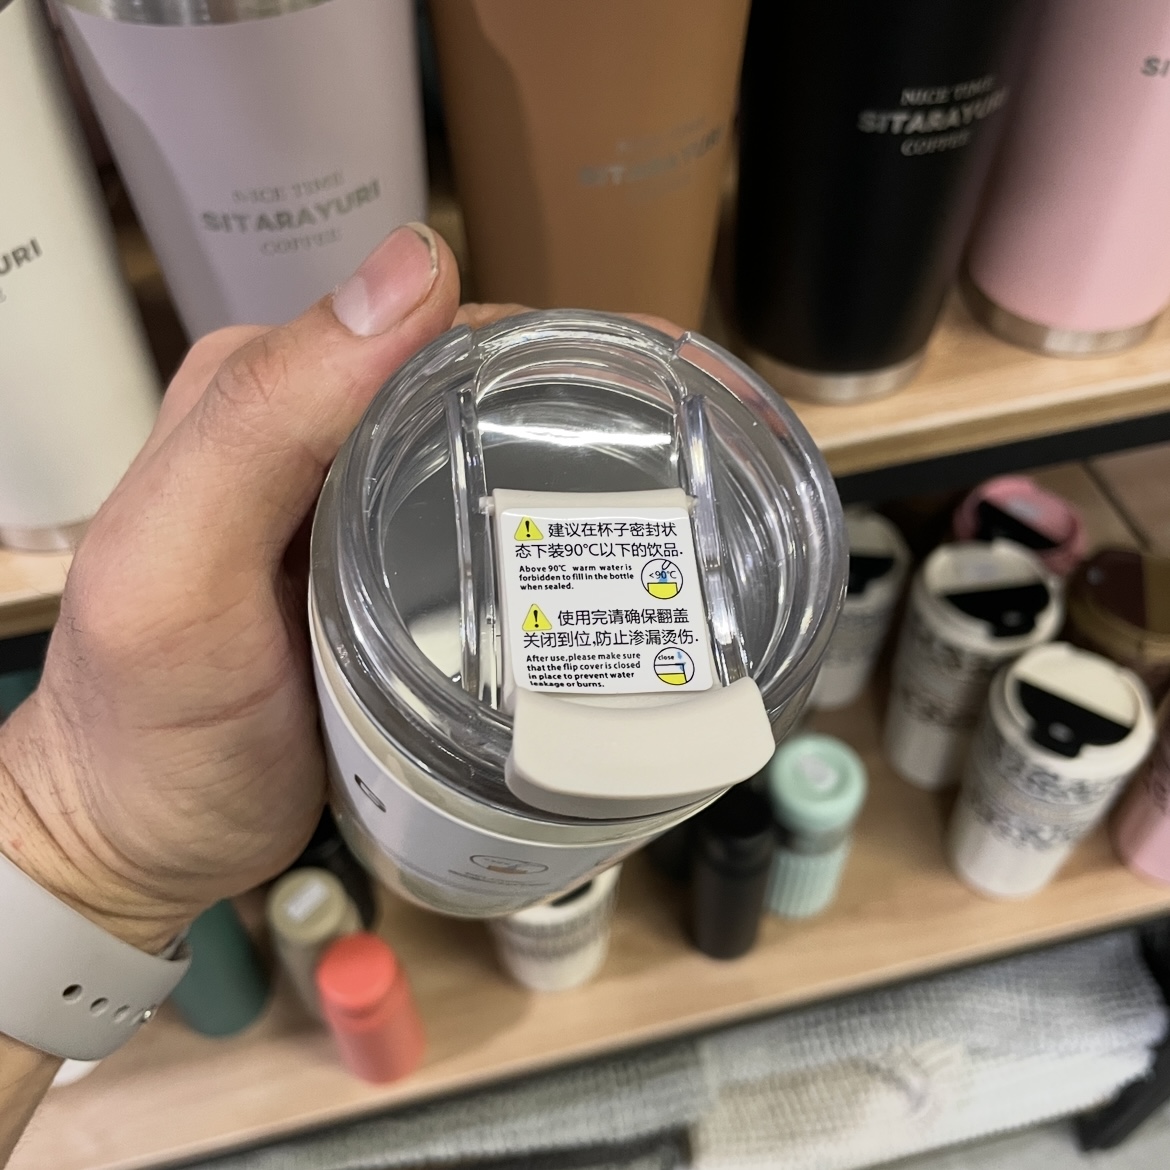 NICE TIME
SITARAYURI
COFFEE
NICE TIME
SITARAYURI
COFFEE
URI
SITARAYURI
SI
⚠ 建议在杯子密封状
态下装90℃以下的饮品.
Above 90℃ warm water is
forbidden to fill in the bottle
when sealed.
<90℃
⚠ 使用完请确保翻盖
关闭到位,防止渗漏烫伤.
After use,please make sure
that the flip cover is closed
in place to prevent water
leakage or burns.
close